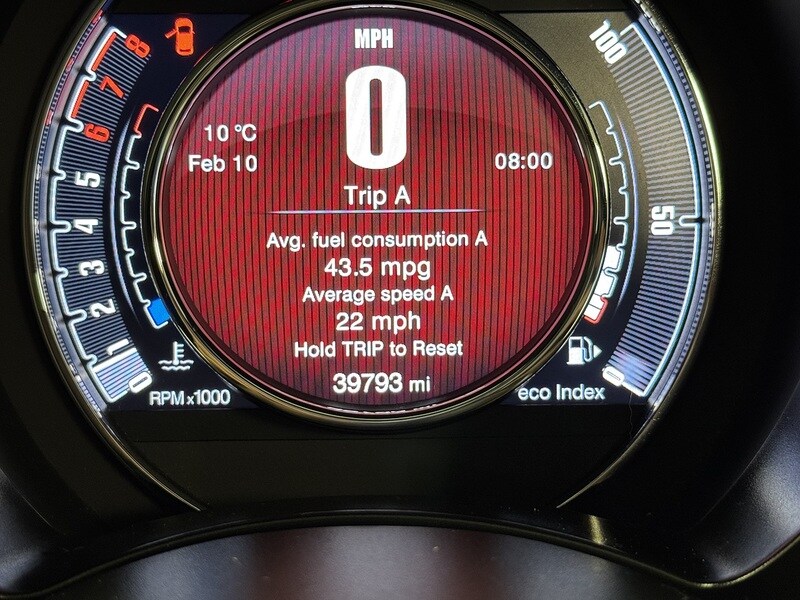 MPH
0
10 °C
Feb 10
08:00
Trip A
Avg. fuel consumption A
43.5 mpg
Average speed A
22 mph
Hold TRIP to Reset
39793 mi
8
7
6
5
4
3
2
1
0
RPM x1000
100
50
0
eco Index